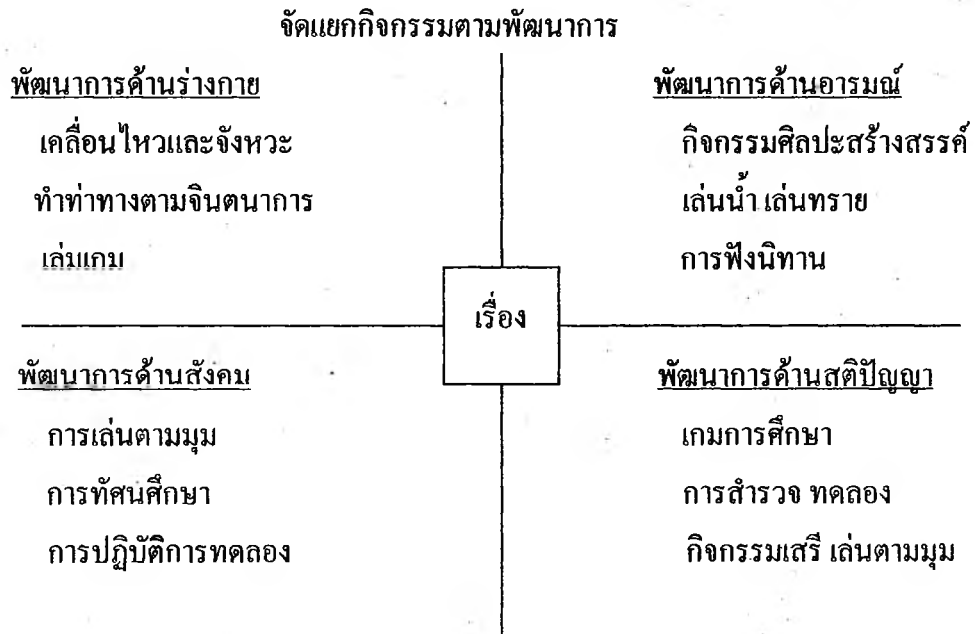 จัดแยกกิจกรรมตามพัฒนาการ
พัฒนาการด้านร่างกาย
เคลื่อนไหวและจังหวะ
ทำท่าทางตามจินตนาการ
เล่มเกม
พัฒนาการด้านอารมณ์
กิจกรรมศิลปะสร้างสรรค์
เล่นน้ำ เล่นทราย
การฟังนิทาน
เรื่อง
พัฒนาการด้านสังคม
การเล่นตามมุม
การทัศนศึกษา
การปฏิบัติการทดลอง
พัฒนาการด้านสติปัญญา
เกมการศึกษา
การสำรวจ ทดลอง
กิจกรรมเสรี เล่นตามมุม